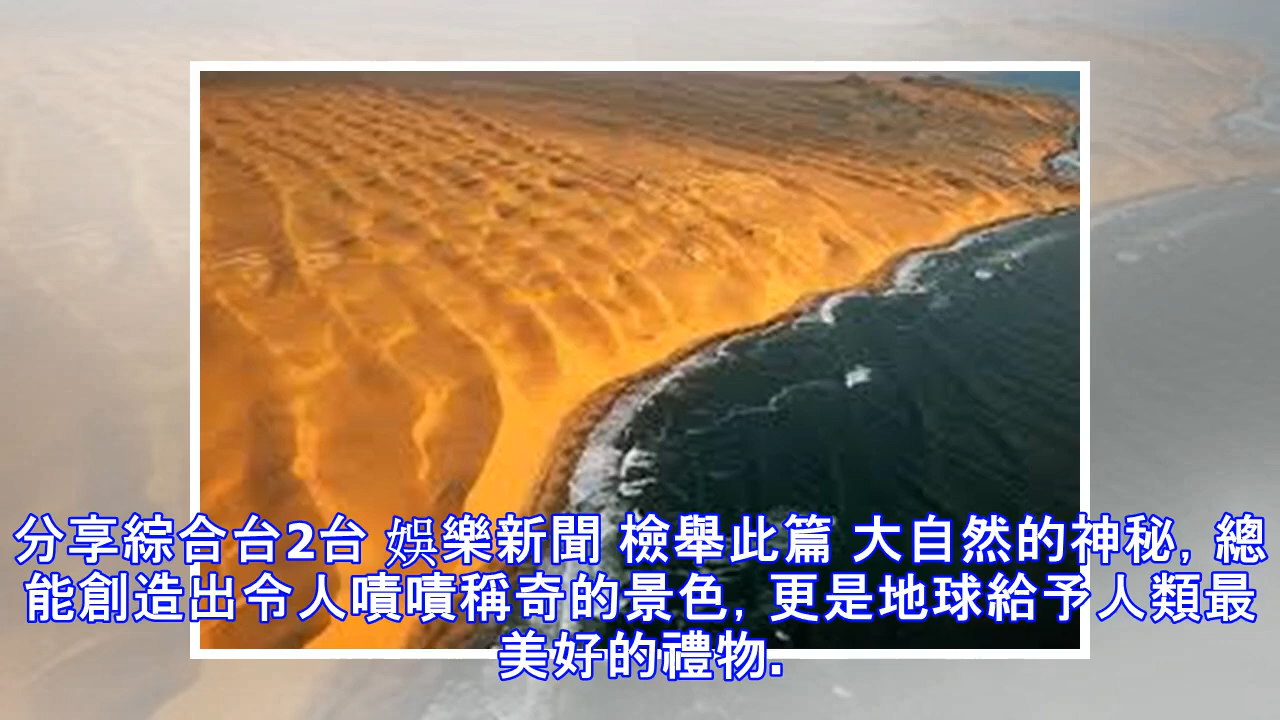 分享綜合台2台 娛樂新聞 檢舉此篇 大自然的神秘, 總
能創造出令人嘖嘖稱奇的景色, 更是地球給予人類最
美好的禮物.